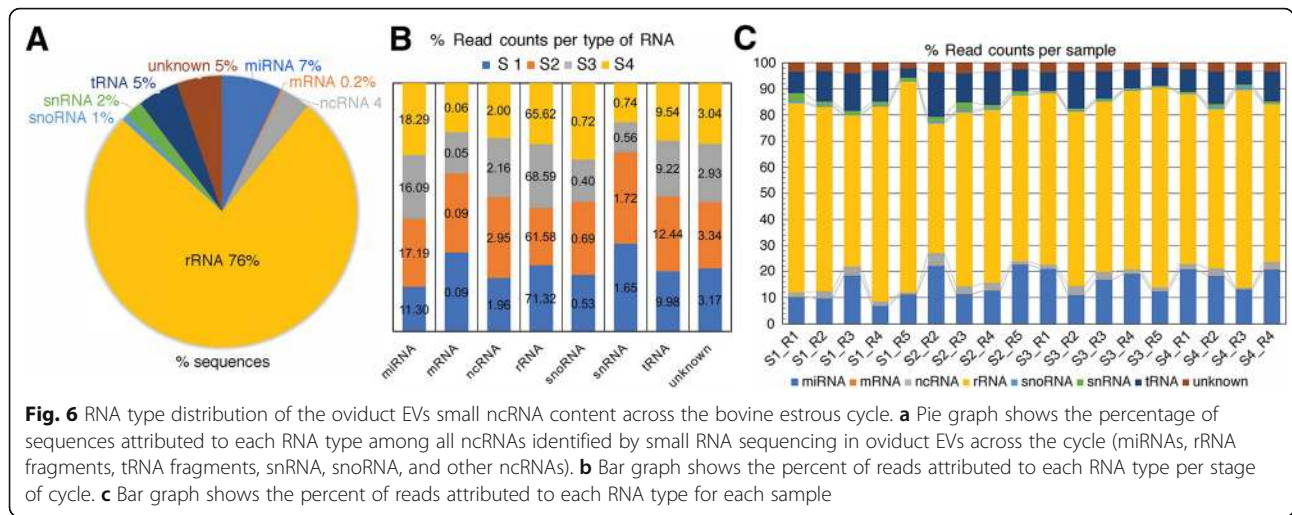 A
unknown 5%
miRNA 7%
tRNA 5%
mRNA 0.2%
snRNA 2%
ncRNA 4
snoRNA 1%
rRNA 76%
% sequences
B
% Read counts per type of RNA
S 1 S2 S3 S4
18.29 0.06 2.00 65.62 0.72 0.74 9.54 3.04
16.09 0.05 2.16 68.59 0.40 0.56 9.22 2.93
17.19 0.09 2.95 61.58 0.69 1.72 12.44 3.34
11.30 0.09 1.96 71.32 0.53 1.65 9.98 3.17
miRNA mRNA ncRNA rRNA snoRNA snRNA tRNA unknown
C
% Read counts per sample
100
90
80
70
60
50
40
30
20
10
0
S1_R1 S1_R2 S1_R3 S1_R4 S1_R5 S2_R2 S2_R3 S2_R4 S2_R5 S3_R1 S3_R2 S3_R3 S3_R4 S3_R5 S4_R1 S4_R2 S4_R3 S4_R4
miRNA mRNA ncRNA rRNA snoRNA snRNA tRNA unknown
Fig. 6 RNA type distribution of the oviduct EVs small ncRNA content across the bovine estrous cycle. a Pie graph shows the percentage of
sequences attributed to each RNA type among all ncRNAs identified by small RNA sequencing in oviduct EVs across the cycle (miRNAs, rRNA
fragments, tRNA fragments, snRNA, snoRNA, and other ncRNAs). b Bar graph shows the percent of reads attributed to each RNA type per stage
of cycle. c Bar graph shows the percent of reads attributed to each RNA type for each sample